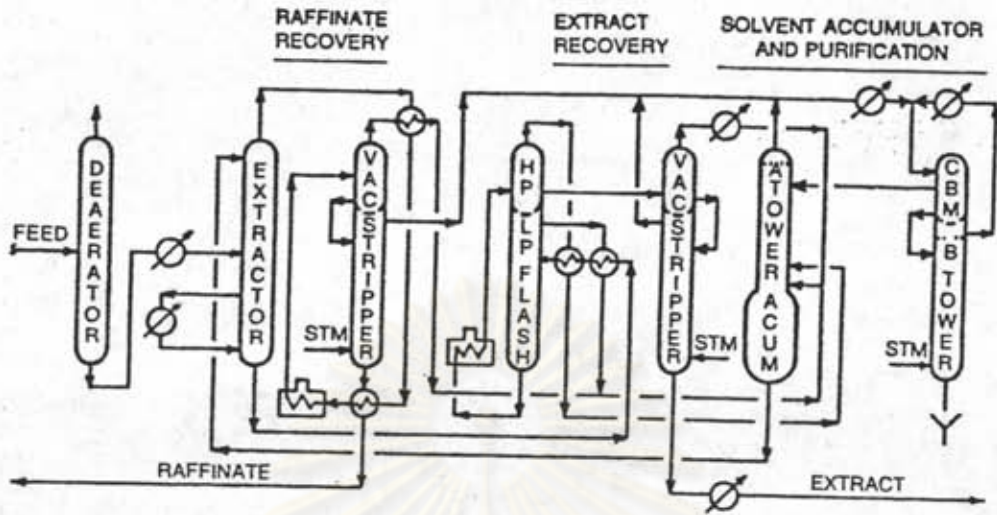 RAFFINATE
RECOVERY
EXTRACT
RECOVERY
SOLVENT ACCUMULATOR
AND PURIFICATION
FEED
DEAERATOR
EXTRACTOR
VAC STRIPPER
STM
HP
LP FLASH
VAC STRIPPER
STM
"A" TOWER ACUM
CBM
B TOWER
STM
RAFFINATE
EXTRACT